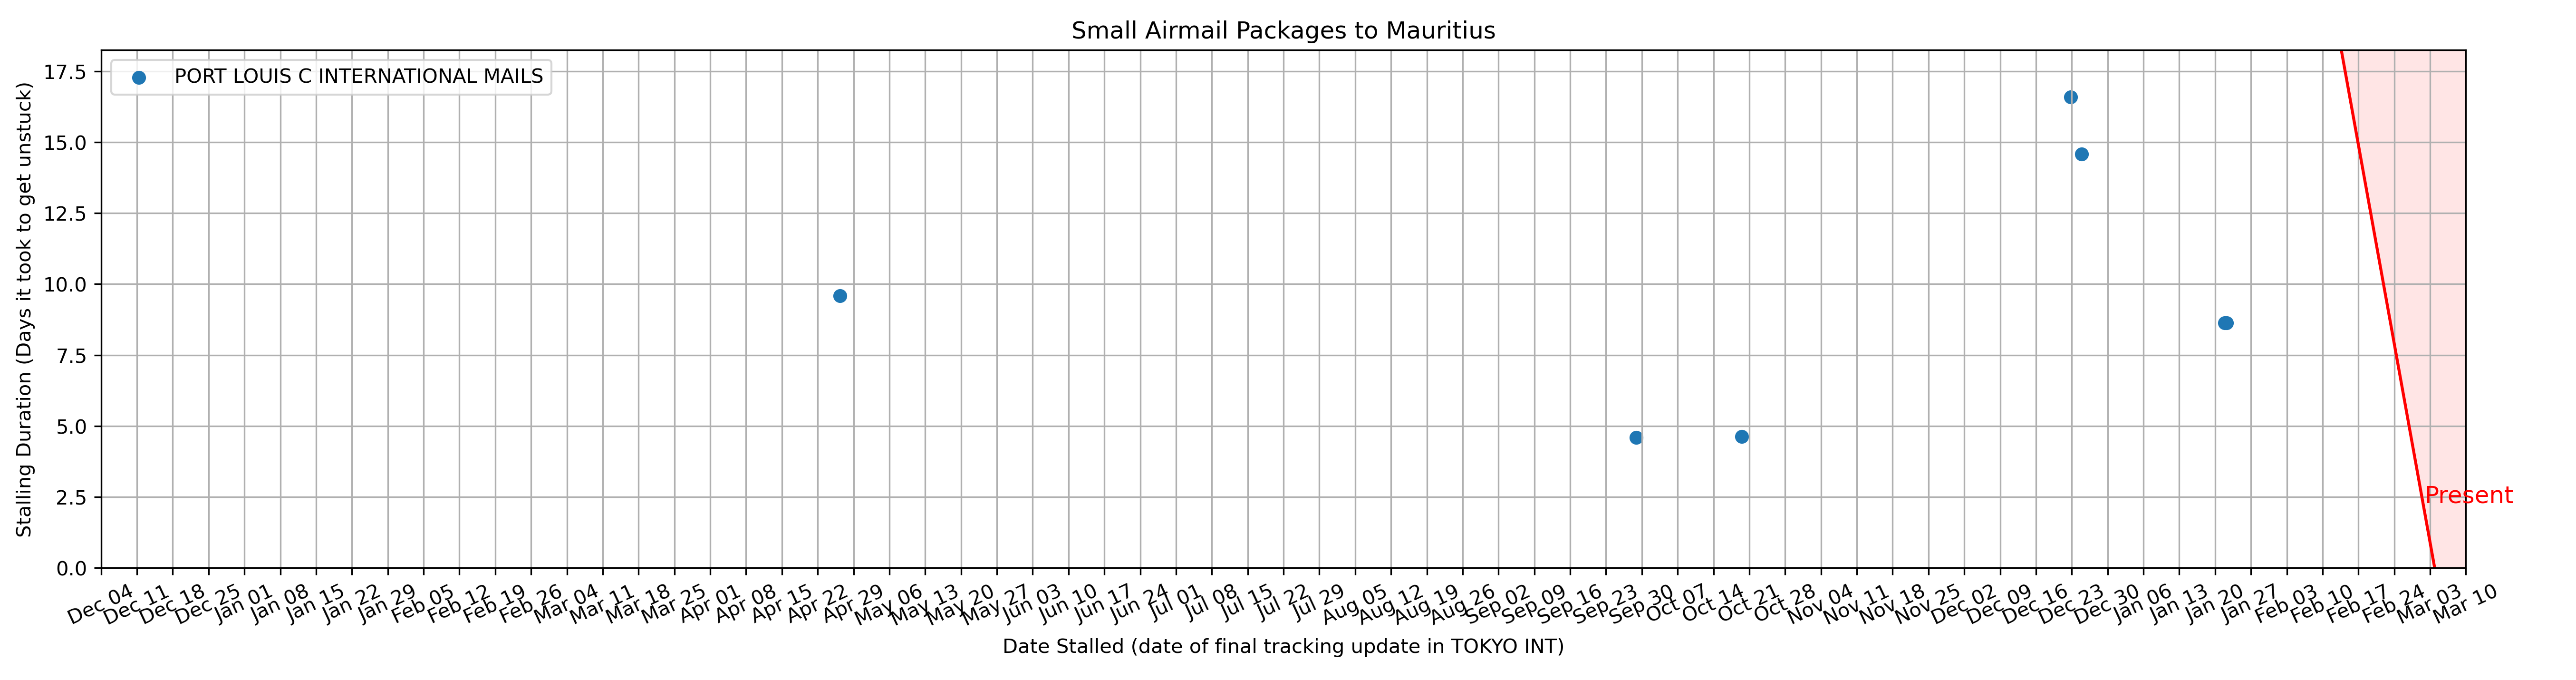 Small Airmail Packages to Mauritius
PORT LOUIS C INTERNATIONAL MAILS
Stalling Duration (Days it took to get unstuck)
17.5
15.0
12.5
10.0
7.5
5.0
2.5
0.0
Present
Dec 04 Dec 11 Dec 18 Dec 25 Jan 01 Jan 08 Jan 15 Jan 22 Jan 29 Feb 05 Feb 12 Feb 19 Feb 26 Mar 04 Mar 11 Mar 18 Mar 25 Apr 01 Apr 08 Apr 15 Apr 22 Apr 29 May 06 May 13 May 20 May 27 Jun 03 Jun 10 Jun 17 Jun 24 Jul 01 Jul 08 Jul 15 Jul 22 Jul 29 Aug 05 Aug 12 Aug 19 Aug 26 Sep 02 Sep 09 Sep 16 Sep 23 Sep 30 Oct 07 Oct 14 Oct 21 Oct 28 Nov 04 Nov 11 Nov 18 Nov 25 Dec 02 Dec 09 Dec 16 Dec 23 Dec 30 Jan 06 Jan 13 Jan 20 Jan 27 Feb 03 Feb 10 Feb 17 Feb 24 Mar 03 Mar 10
Date Stalled (date of final tracking update in TOKYO INT)